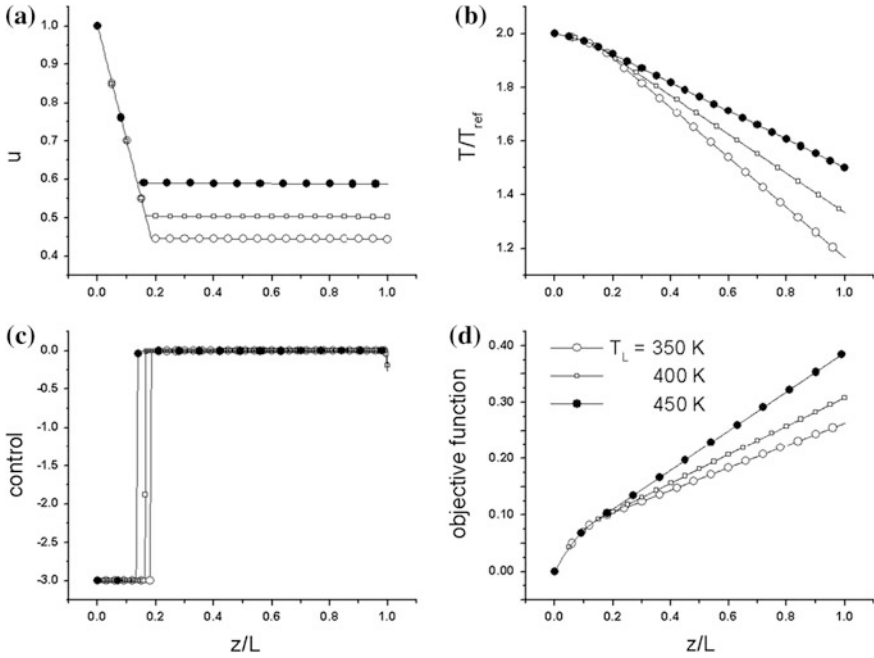 (a)
1.0
0.9
0.8
0.7
0.6
0.5
0.4
u
0.0 0.2 0.4 0.6 0.8 1.0
(b)
2.0
1.8
1.6
1.4
1.2
T/Tref
0.0 0.2 0.4 0.6 0.8 1.0
(c)
0.0
-0.5
-1.0
-1.5
-2.0
-2.5
-3.0
control
0.0 0.2 0.4 0.6 0.8 1.0
z/L
(d)
0.40
0.30
0.20
0.10
0.00
objective function
TL = 350 K
400 K
450 K
0.0 0.2 0.4 0.6 0.8 1.0
z/L